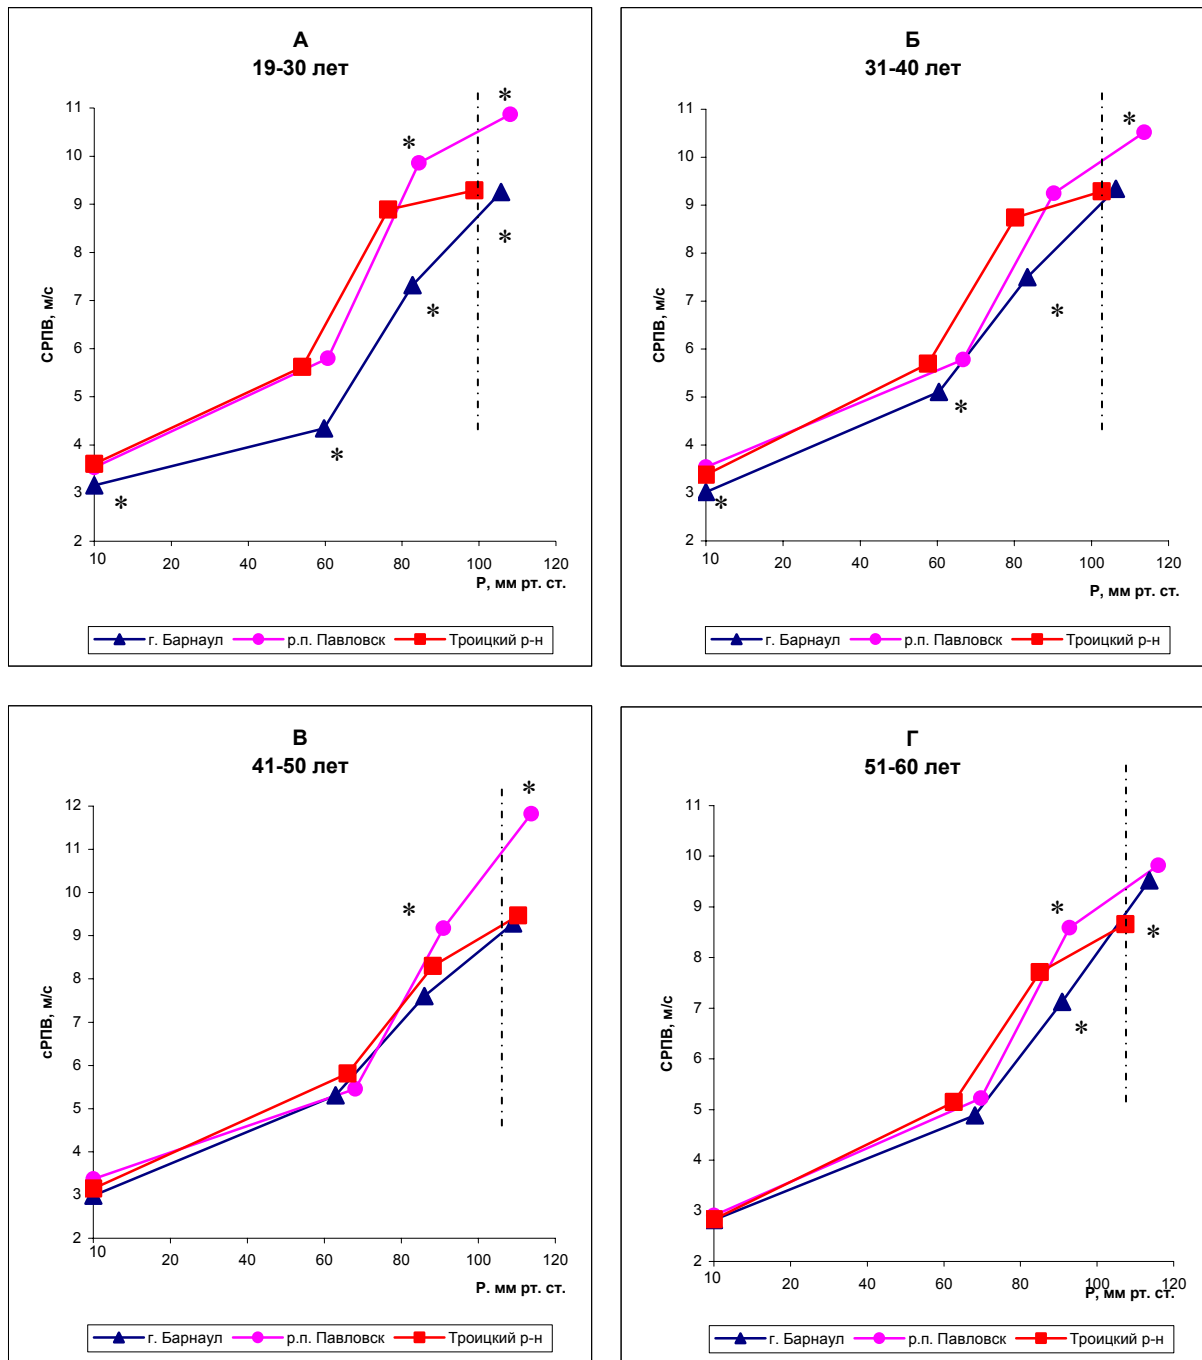 А
19-30 лет
11
10
9
8
7
6
5
4
3
2
СРПВ, м/с
10 20 40 60 80 100 120
Р, мм рт. ст.
* * * * * *
г. Барнаул р.п. Павловск Троицкий р-н
Б
31-40 лет
11
10
9
8
7
6
5
4
3
2
СРПВ, м/с
10 20 40 60 80 100 120
Р, мм рт. ст.
* * * *
г. Барнаул р.п. Павловск Троицкий р-н
В
41-50 лет
12
11
10
9
8
7
6
5
4
3
2
сРПВ, м/с
10 20 40 60 80 100 120
Р. мм рт. ст.
* *
г. Барнаул р.п. Павловск Троицкий р-н
Г
51-60 лет
11
10
9
8
7
6
5
4
3
2
СРПВ, м/с
10 20 40 60 80 100 120
Р, мм рт. ст.
* * *
г. Барнаул р.п. Павловск Троицкий р-н